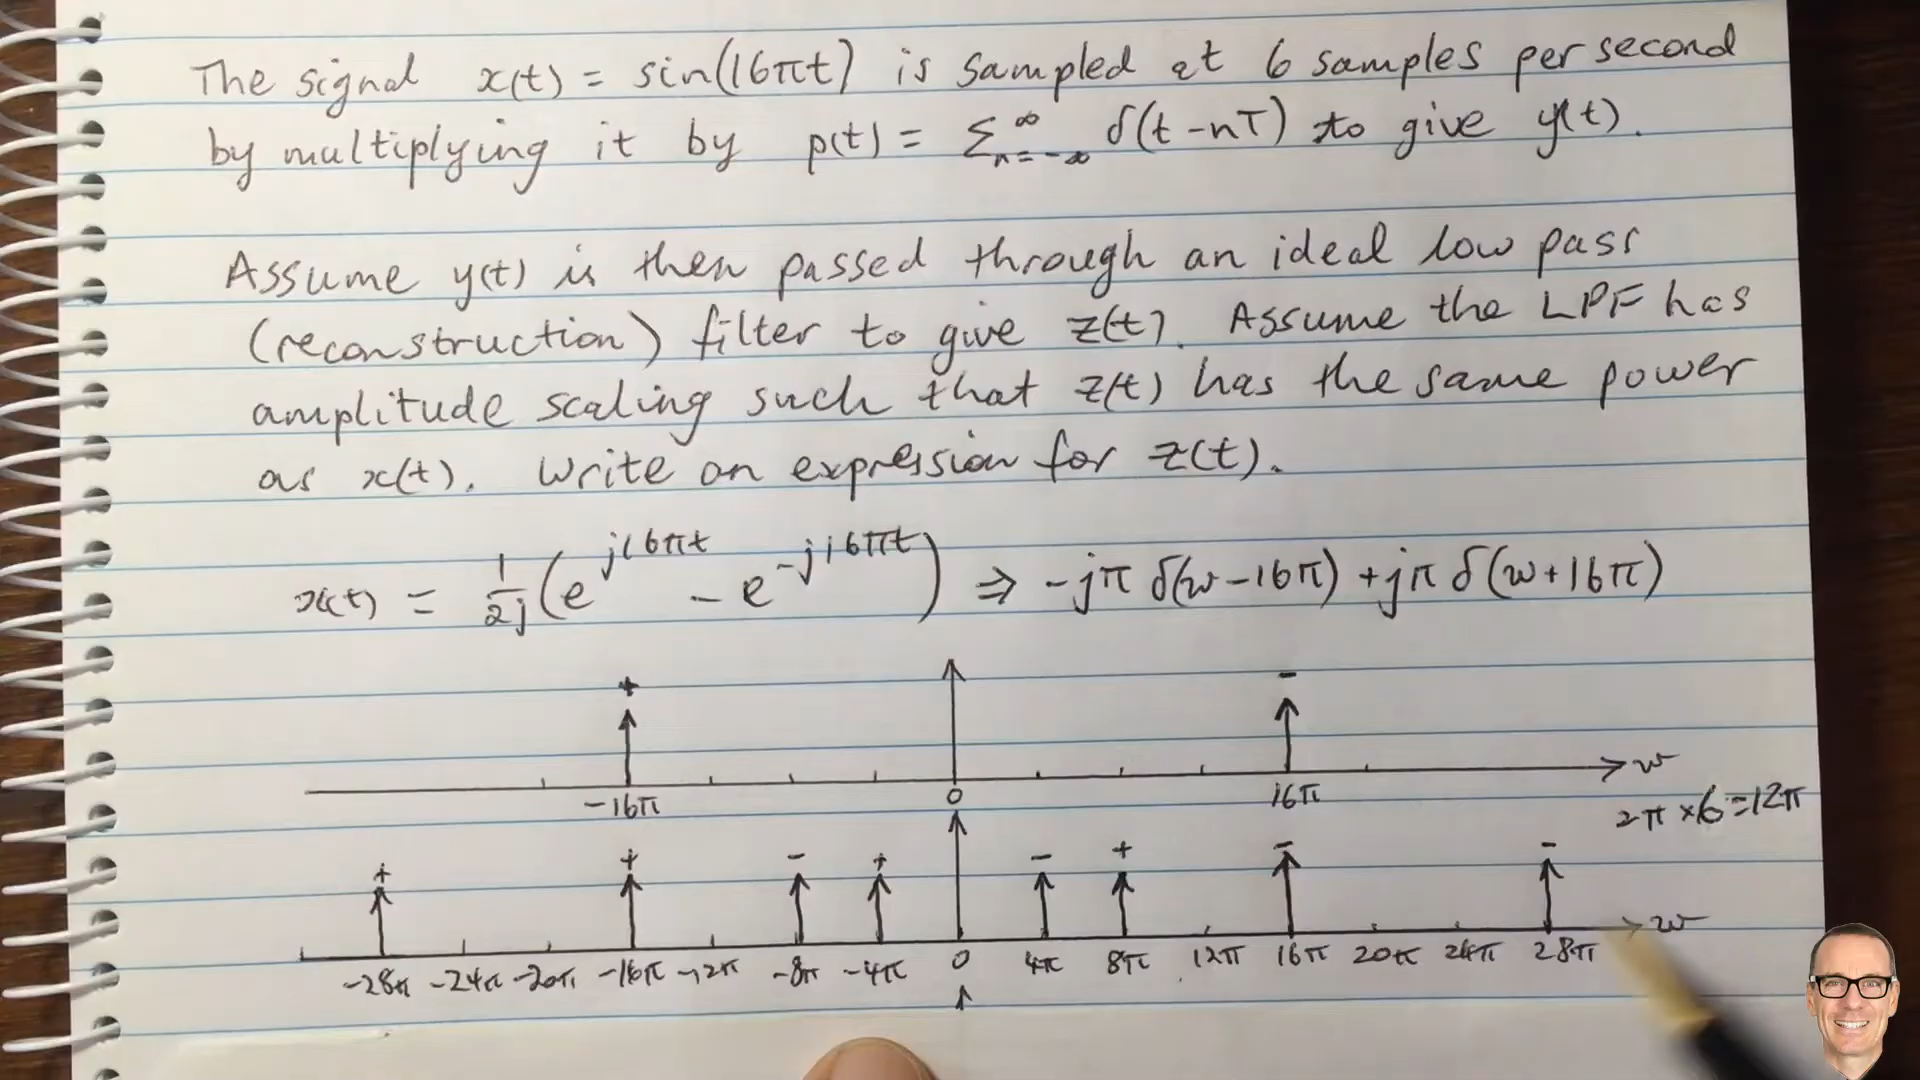 The signal x(t) = sin(16πt) is sampled at 6 samples per second
by multiplying it by p(t) = Σ_{n=-∞}^{∞} δ(t-nT) to give y(t).
Assume y(t) is then passed through an ideal low pass
(reconstruction) filter to give z(t). Assume the LPF has
amplitude scaling such that z(t) has the same power
as x(t). Write an expression for z(t).
x(t) = 1/2j (e^{j16πt} - e^{-j16πt}) ⇒ -jπ δ(w-16π) + jπ δ(w+16π)
+ -
w
-16π 0 16π
2π × 6 = 12π
+ + - + - + - -
w
-28π -24π -20π -16π -12π -8π -4π 0 4π 8π 12π 16π 20π 24π 28π